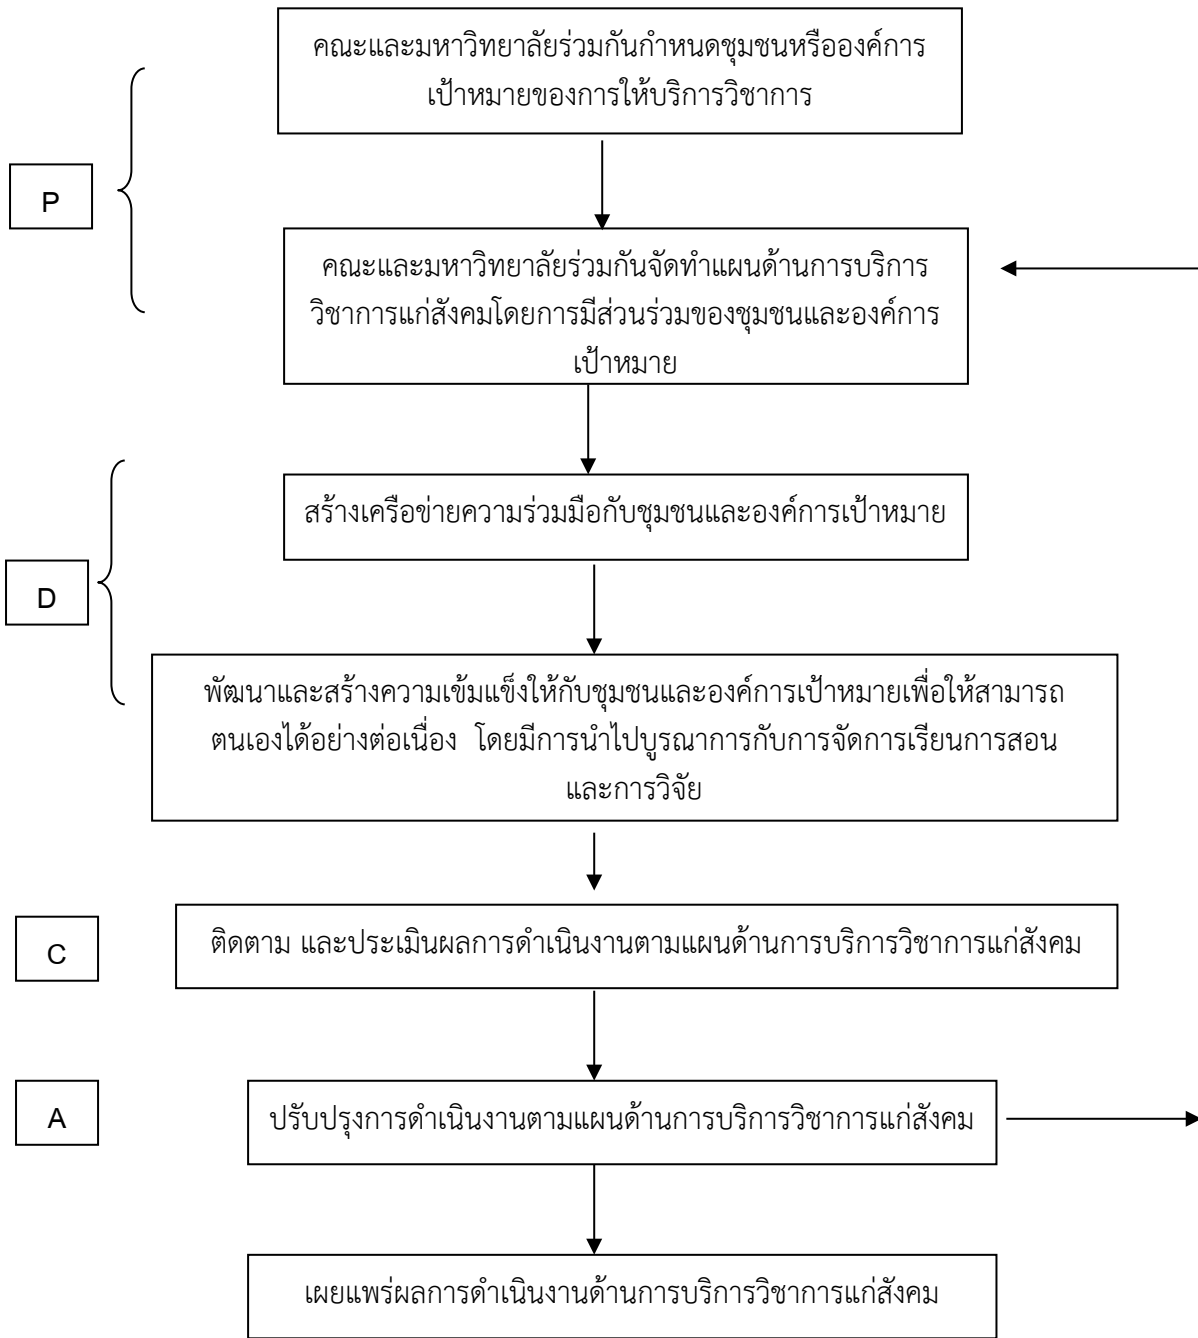 คณะและมหาวิทยาลัยร่วมกันกำหนดชุมชนหรือองค์การ
เป้าหมายของการให้บริการวิชาการ
P
คณะและมหาวิทยาลัยร่วมกันจัดทำแผนด้านการบริการ
วิชาการแก่สังคมโดยการมีส่วนร่วมของชุมชนและองค์การ
เป้าหมาย
สร้างเครือข่ายความร่วมมือกับชุมชนและองค์การเป้าหมาย
D
พัฒนาและสร้างความเข้มแข็งให้กับชุมชนและองค์การเป้าหมายเพื่อให้สามารถ
ตนเองได้อย่างต่อเนื่อง โดยมีการนำไปบูรณาการกับการจัดการเรียนการสอน
และการวิจัย
C
ติดตาม และประเมินผลการดำเนินงานตามแผนด้านการบริการวิชาการแก่สังคม
A
ปรับปรุงการดำเนินงานตามแผนด้านการบริการวิชาการแก่สังคม
เผยแพร่ผลการดำเนินงานด้านการบริการวิชาการแก่สังคม